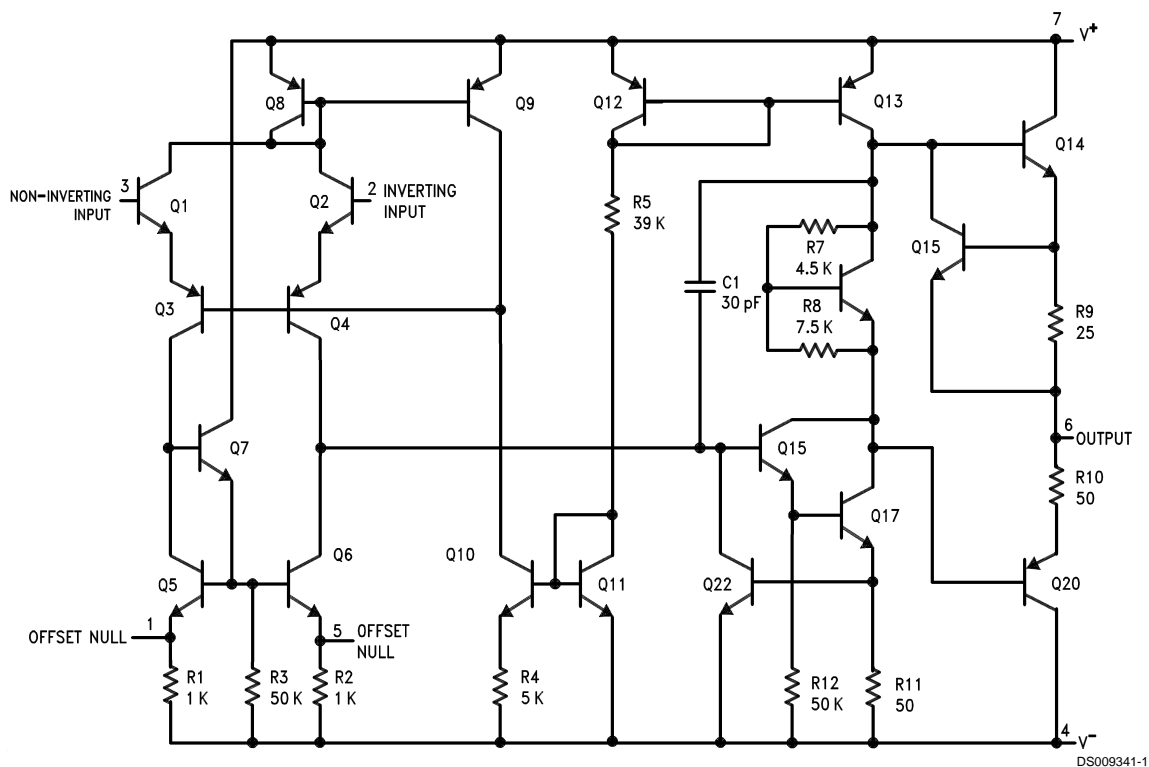 7
V+
Q8
Q9
Q12
Q13
Q14
3
NON-INVERTING
INPUT
Q1
Q2
2 INVERTING
INPUT
R5
39 K
Q15
R7
4.5 K
C1
30 pF
R8
7.5 K
Q3
Q4
R9
25
Q7
6
OUTPUT
Q15
R10
50
Q17
Q5
Q6
Q10
Q11
Q22
Q20
OFFSET NULL
1
5
OFFSET
NULL
R1
1 K
R3
50 K
R2
1 K
R4
5 K
R12
50 K
R11
50
4
V-
DS009341-1